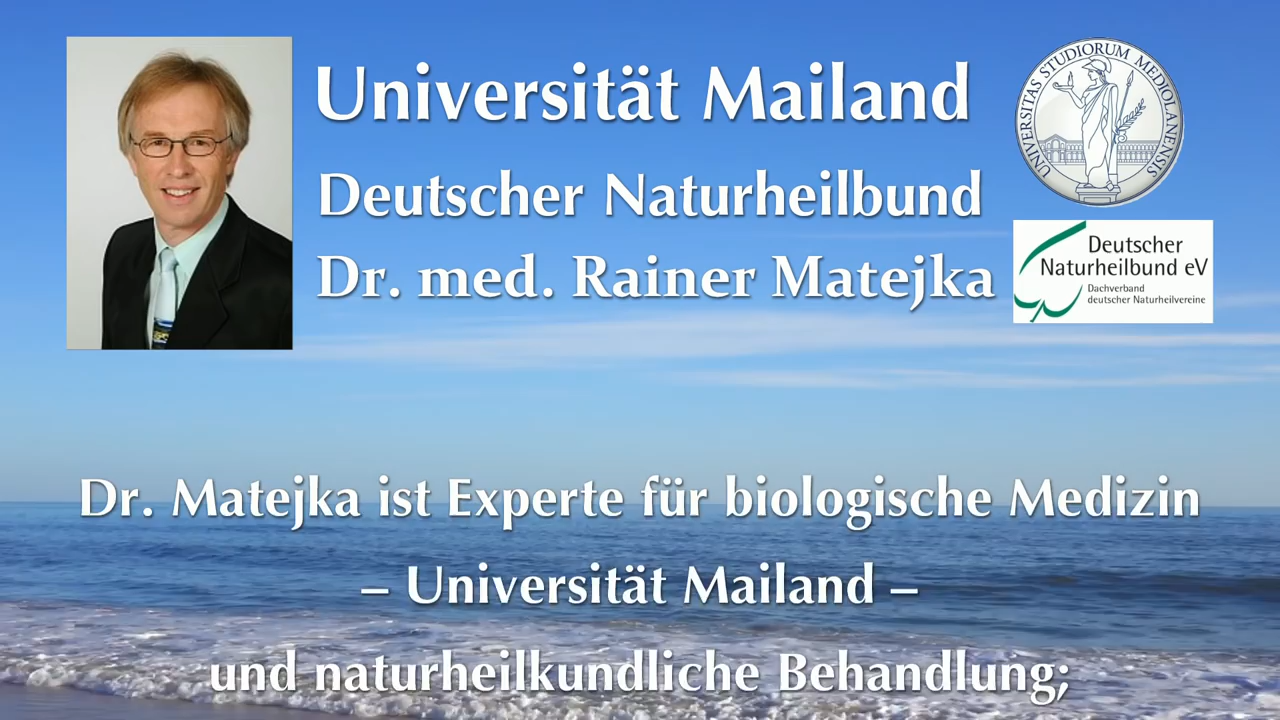 Universität Mailand
Deutscher Naturheilbund
Dr. med. Rainer Matejka
UNIVERSITAS STUDIORUM MEDIOLANENSIS
Deutscher
Naturheilbund eV
Dachverband
deutscher Naturheilvereine
Dr. Matejka ist Experte für biologische Medizin
– Universität Mailand –
und naturheilkundliche Behandlung;